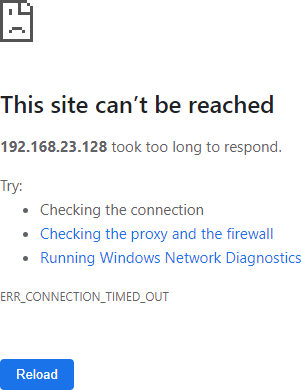 This site can’t be reached
192.168.23.128 took too long to respond.
Try:
• Checking the connection
• Checking the proxy and the firewall
• Running Windows Network Diagnostics
ERR_CONNECTION_TIMED_OUT
Reload